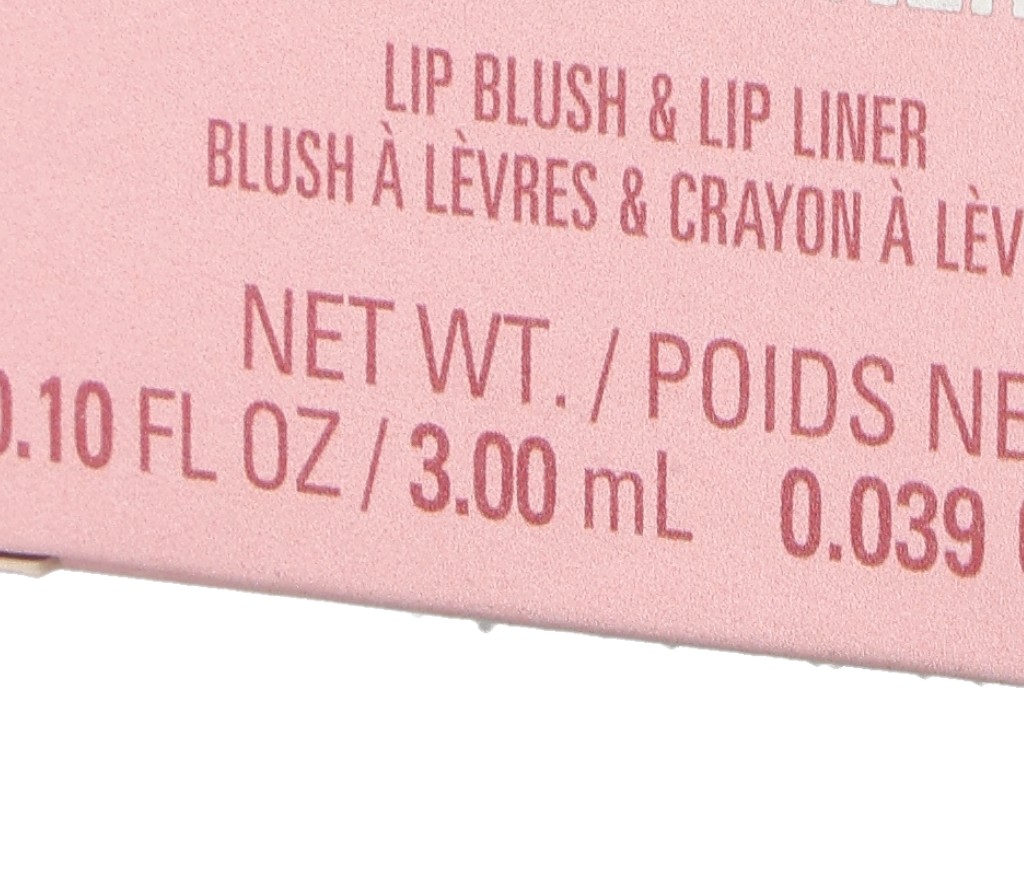 LIP BLUSH & LIP LINER
BLUSH À LÈVRES & CRAYON À LÈV
NET WT. / POIDS NE
0.10 FL OZ / 3.00 mL 0.039